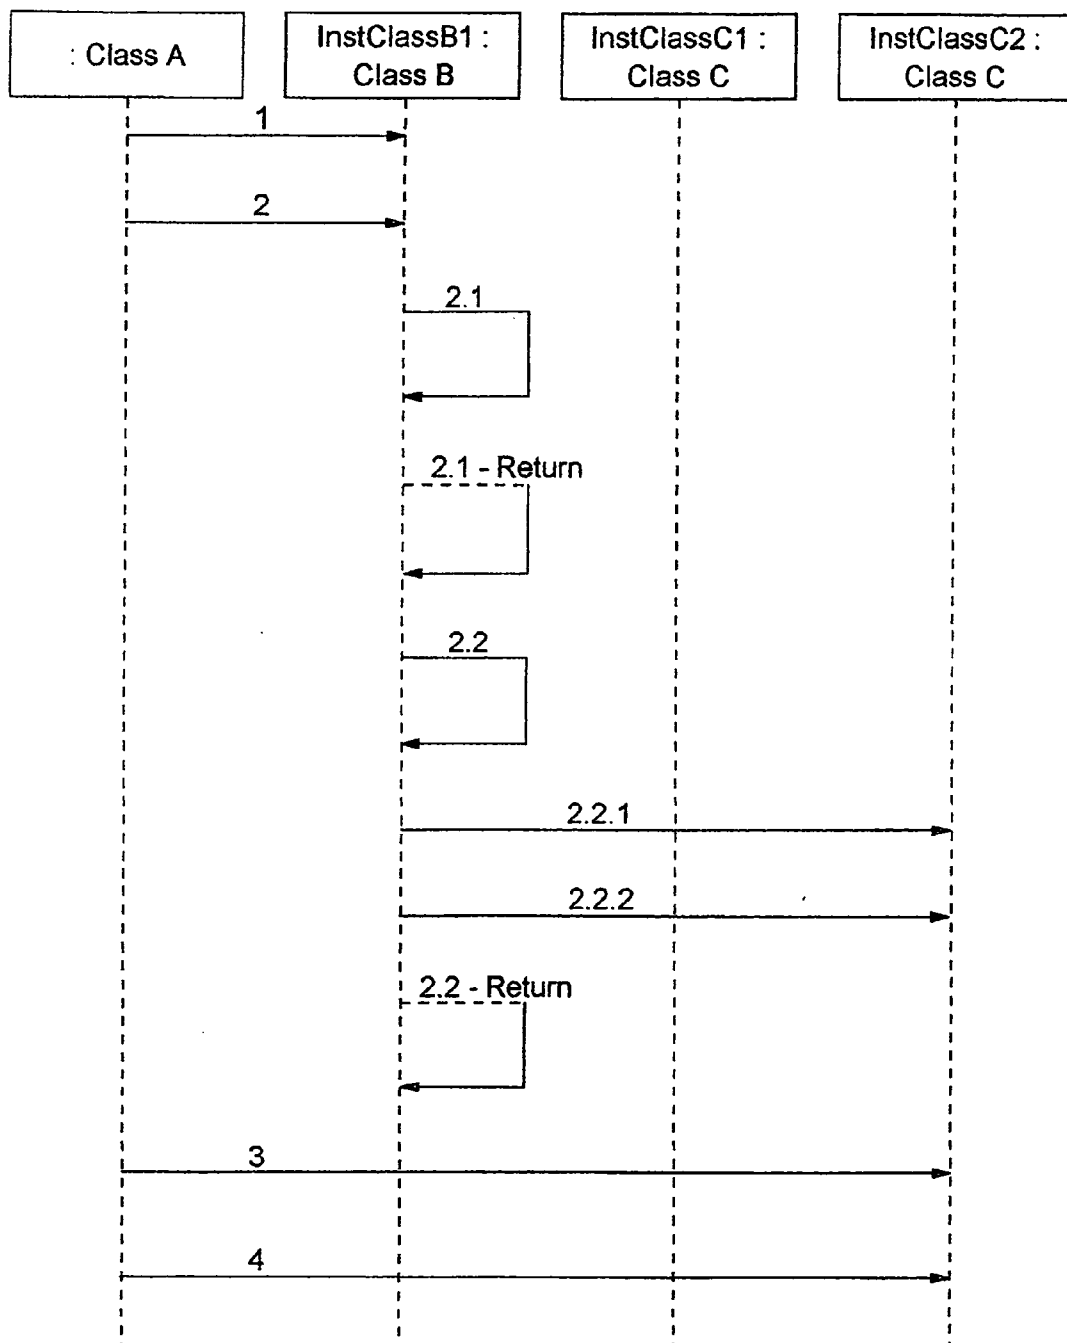 : Class A
InstClassB1 :
Class B
InstClassC1 :
Class C
InstClassC2 :
Class C
1
2
2.1
2.1 - Return
2.2
2.2.1
2.2.2
2.2 - Return
3
4